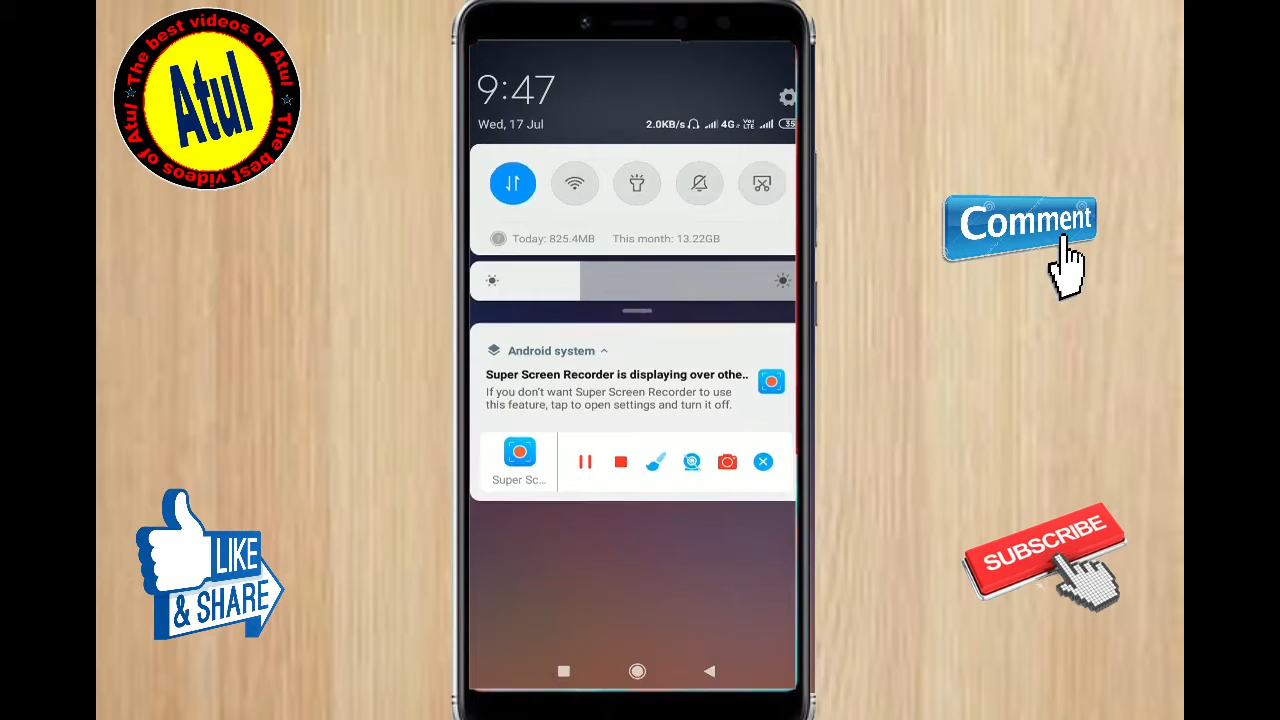 The best videos of Atul
Atul
The best videos of Atul
9:47
Wed, 17 Jul
2.0KB/s 4G Vo LTE 35
Today: 825.4MB This month: 13.22GB
Android system
Super Screen Recorder is displaying over othe..
If you don't want Super Screen Recorder to use
this feature, tap to open settings and turn it off.
Super Sc...
Comment
LIKE
& SHARE
SUBSCRIBE